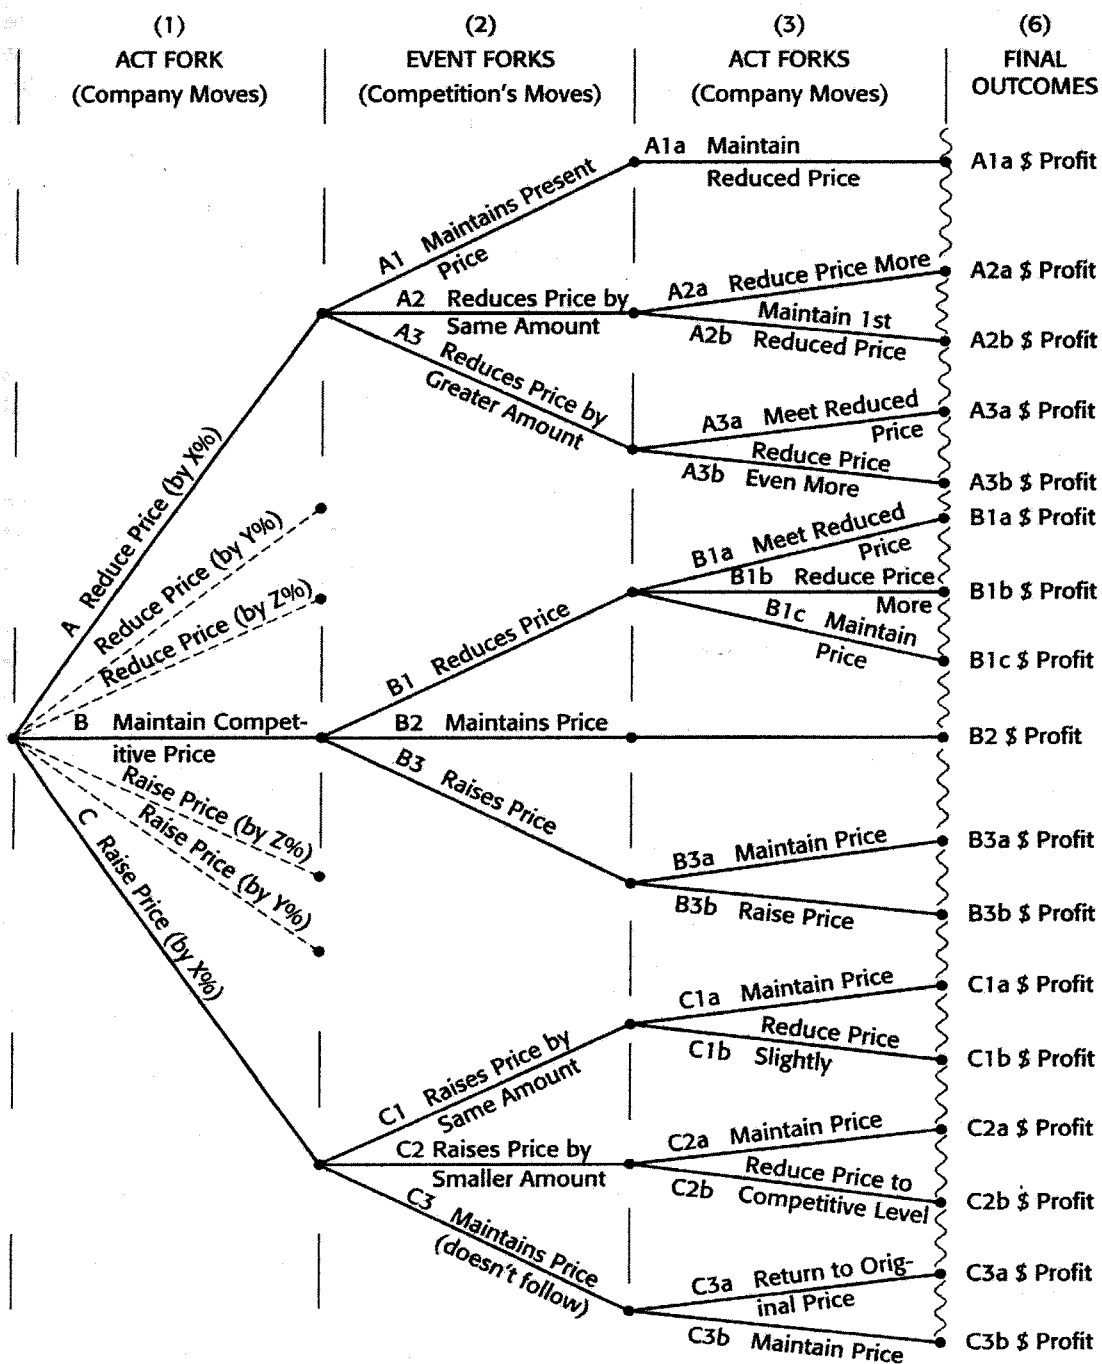 (1)
ACT FORK
(Company Moves)
(2)
EVENT FORKS
(Competition's Moves)
(3)
ACT FORKS
(Company Moves)
(6)
FINAL
OUTCOMES
A Reduce Price (by X%)
Reduce Price (by Y%)
Reduce Price (by Z%)
B Maintain Compet-
itive Price
Raise Price (by Z%)
Raise Price (by Y%)
C Raise Price (by X%)
A1 Maintains Present
Price
A2 Reduces Price by
Same Amount
A3 Reduces Price by
Greater Amount
B1 Reduces Price
B2 Maintains Price
B3 Raises Price
C1 Raises Price by
Same Amount
C2 Raises Price by
Smaller Amount
C3 Maintains Price
(doesn't follow)
A1a Maintain
Reduced Price
A2a Reduce Price More
Maintain 1st
A2b Reduced Price
A3a Meet Reduced
Price
Reduce Price
A3b Even More
B1a Meet Reduced
Price
B1b Reduce Price
More
B1c Maintain
Price
B3a Maintain Price
B3b Raise Price
C1a Maintain Price
Reduce Price
C1b Slightly
C2a Maintain Price
Reduce Price to
C2b Competitive Level
C3a Return to Orig-
inal Price
C3b Maintain Price
A1a $ Profit
A2a $ Profit
A2b $ Profit
A3a $ Profit
A3b $ Profit
B1a $ Profit
B1b $ Profit
B1c $ Profit
B2 $ Profit
B3a $ Profit
B3b $ Profit
C1a $ Profit
C1b $ Profit
C2a $ Profit
C2b $ Profit
C3a $ Profit
C3b $ Profit